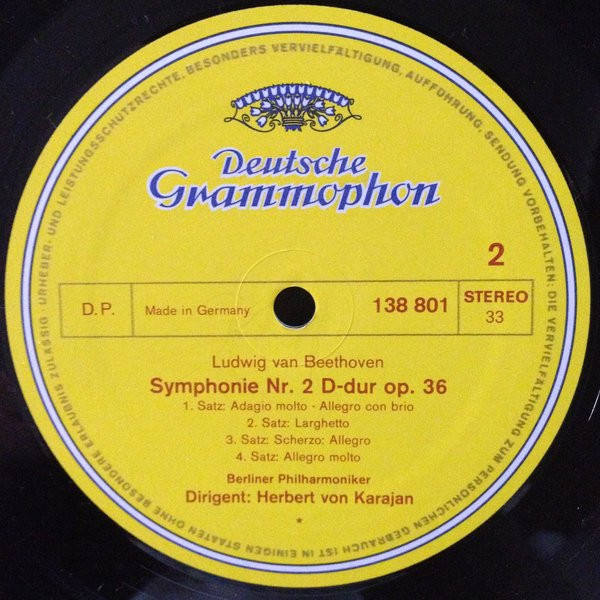 URHEBER- UND LEISTUNGSSCHUTZRECHTE, BESONDERS VERVIELFÄLTIGUNG, AUFFÜHRUNG, SENDUNG VORBEHALTEN; DIE VERVIELFÄLTIGUNG ZUM PERSÖNLICHEN GEBRAUCH IST IN EINIGEN STAATEN OHNE BESONDERE ERLAUBNIS ZULÄSSIG ·
Deutsche
Grammophon
2
D.P.
Made in Germany
138 801
STEREO
33
Ludwig van Beethoven
Symphonie Nr. 2 D-dur op. 36
1. Satz: Adagio molto - Allegro con brio
2. Satz: Larghetto
3. Satz: Scherzo: Allegro
4. Satz: Allegro molto
Berliner Philharmoniker
Dirigent: Herbert von Karajan
*